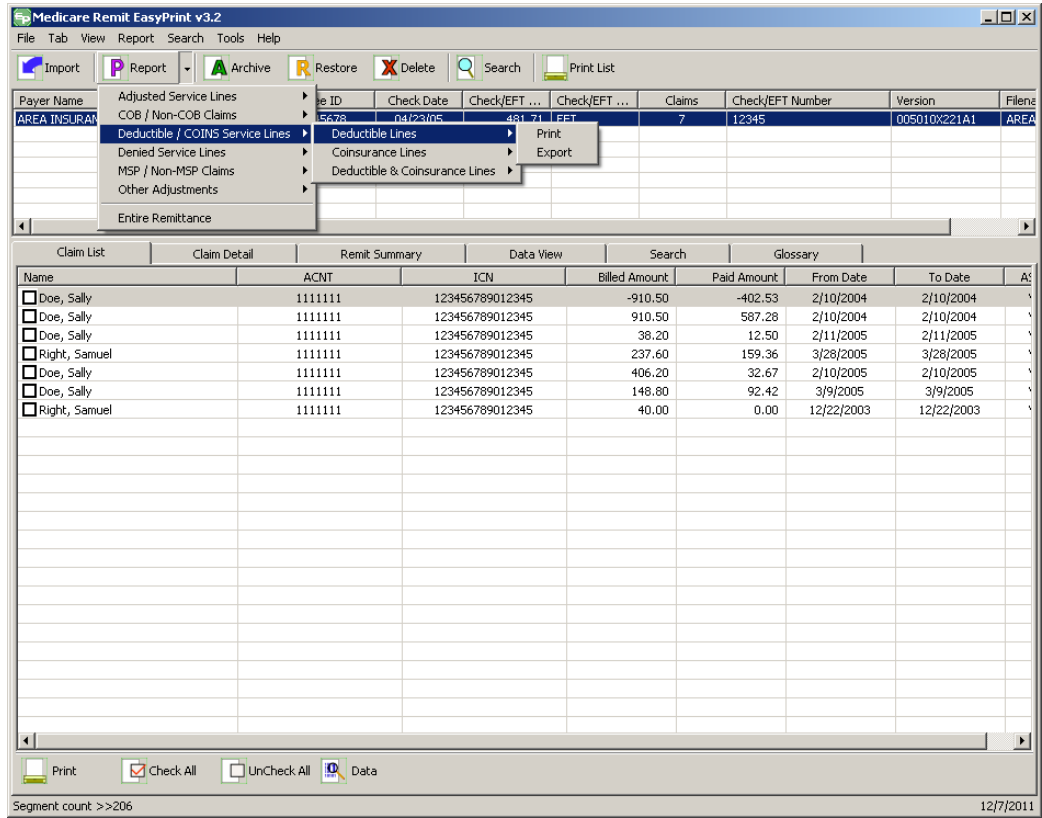 Medicare Remit EasyPrint v3.2
File Tab View Report Search Tools Help
Import Report Archive Restore Delete Search Print List
Payer Name ee ID Check Date Check/EFT ... Check/EFT ... Claims Check/EFT Number Version Filena
AREA INSURAN 5678 04/23/05 481.71 EFT 7 12345 005010X221A1 AREA
Adjusted Service Lines
COB / Non-COB Claims
Deductible / COINS Service Lines Deductible Lines Print
Denied Service Lines Coinsurance Lines Export
MSP / Non-MSP Claims Deductible & Coinsurance Lines
Other Adjustments
Entire Remittance
Claim List Claim Detail Remit Summary Data View Search Glossary
Name ACNT ICN Billed Amount Paid Amount From Date To Date AS
Doe, Sally 1111111 123456789012345 -910.50 -402.53 2/10/2004 2/10/2004
Doe, Sally 1111111 123456789012345 910.50 587.28 2/10/2004 2/10/2004
Doe, Sally 1111111 123456789012345 38.20 12.50 2/11/2005 2/11/2005
Right, Samuel 1111111 123456789012345 237.60 159.36 3/28/2005 3/28/2005
Doe, Sally 1111111 123456789012345 406.20 32.67 2/10/2005 2/10/2005
Doe, Sally 1111111 123456789012345 148.80 92.42 3/9/2005 3/9/2005
Right, Samuel 1111111 123456789012345 40.00 0.00 12/22/2003 12/22/2003
Print Check All UnCheck All Data
Segment count >>206 12/7/2011